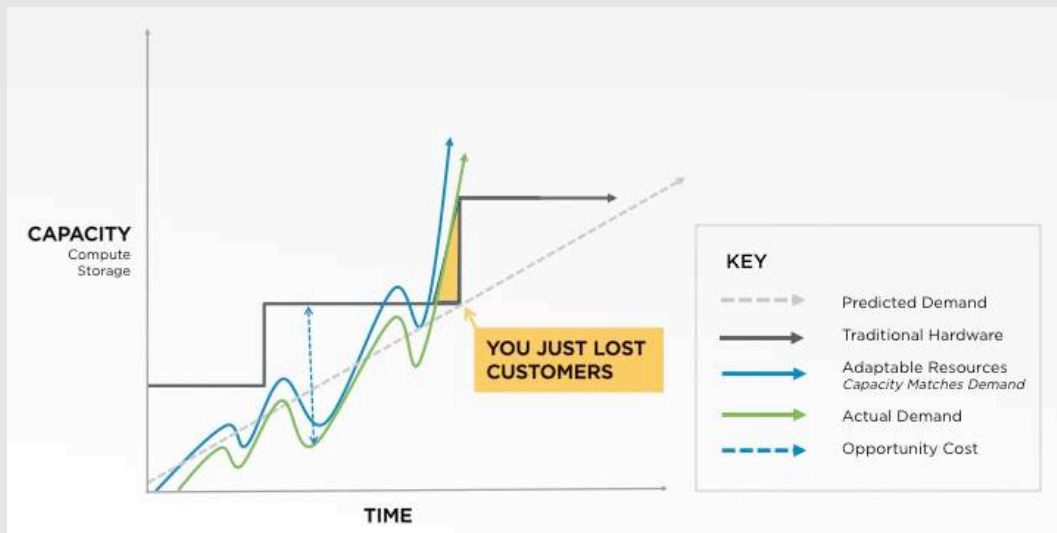 CAPACITY
Compute
Storage
YOU JUST LOST
CUSTOMERS
TIME
KEY
Predicted Demand
Traditional Hardware
Adaptable Resources
Capacity Matches Demand
Actual Demand
Opportunity Cost